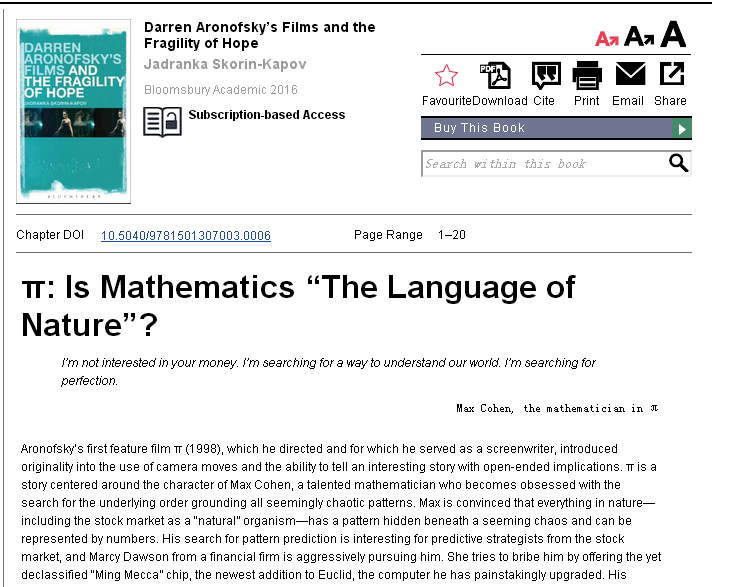 DARREN
ARONOFSKY'S
FILMS AND
THE FRAGILITY
OF HOPE
JADRANKA SKORIN-KAPOV
BLOOMSBURY
Darren Aronofsky's Films and the
Fragility of Hope
Jadranka Skorin-Kapov
Bloomsbury Academic 2016
Subscription-based Access
A A A
PDF
Favourite Download Cite Print Email Share
Buy This Book
Search within this book
Chapter DOI 10.5040/9781501307003.0006 Page Range 1–20
π: Is Mathematics “The Language of
Nature”?
I'm not interested in your money. I'm searching for a way to understand our world. I'm searching for
perfection.
Max Cohen, the mathematician in π
Aronofsky's first feature film π (1998), which he directed and for which he served as a screenwriter, introduced
originality into the use of camera moves and the ability to tell an interesting story with open-ended implications. π is a
story centered around the character of Max Cohen, a talented mathematician who becomes obsessed with the
search for the underlying order grounding all seemingly chaotic patterns. Max is convinced that everything in nature—
including the stock market as a “natural” organism—has a pattern hidden beneath a seeming chaos and can be
represented by numbers. His search for pattern prediction is interesting for predictive strategists from the stock
market, and Marcy Dawson from a financial firm is aggressively pursuing him. She tries to bribe him by offering the yet
declassified “Ming Mecca” chip, the newest addition to Euclid, the computer he has painstakingly upgraded. His